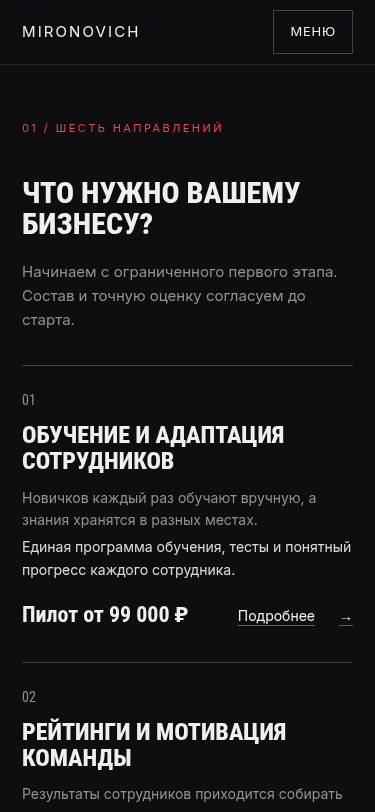 MIRONOVICH
МЕНЮ
01 / ШЕСТЬ НАПРАВЛЕНИЙ
ЧТО НУЖНО ВАШЕМУ
БИЗНЕСУ?
Начинаем с ограниченного первого этапа.
Состав и точную оценку согласуем до
старта.
01
ОБУЧЕНИЕ И АДАПТАЦИЯ
СОТРУДНИКОВ
Новичков каждый раз обучают вручную, а
знания хранятся в разных местах.
Единая программа обучения, тесты и понятный
прогресс каждого сотрудника.
Пилот от 99 000 ₽
Подробнее →
02
РЕЙТИНГИ И МОТИВАЦИЯ
КОМАНДЫ
Результаты сотрудников приходится собирать